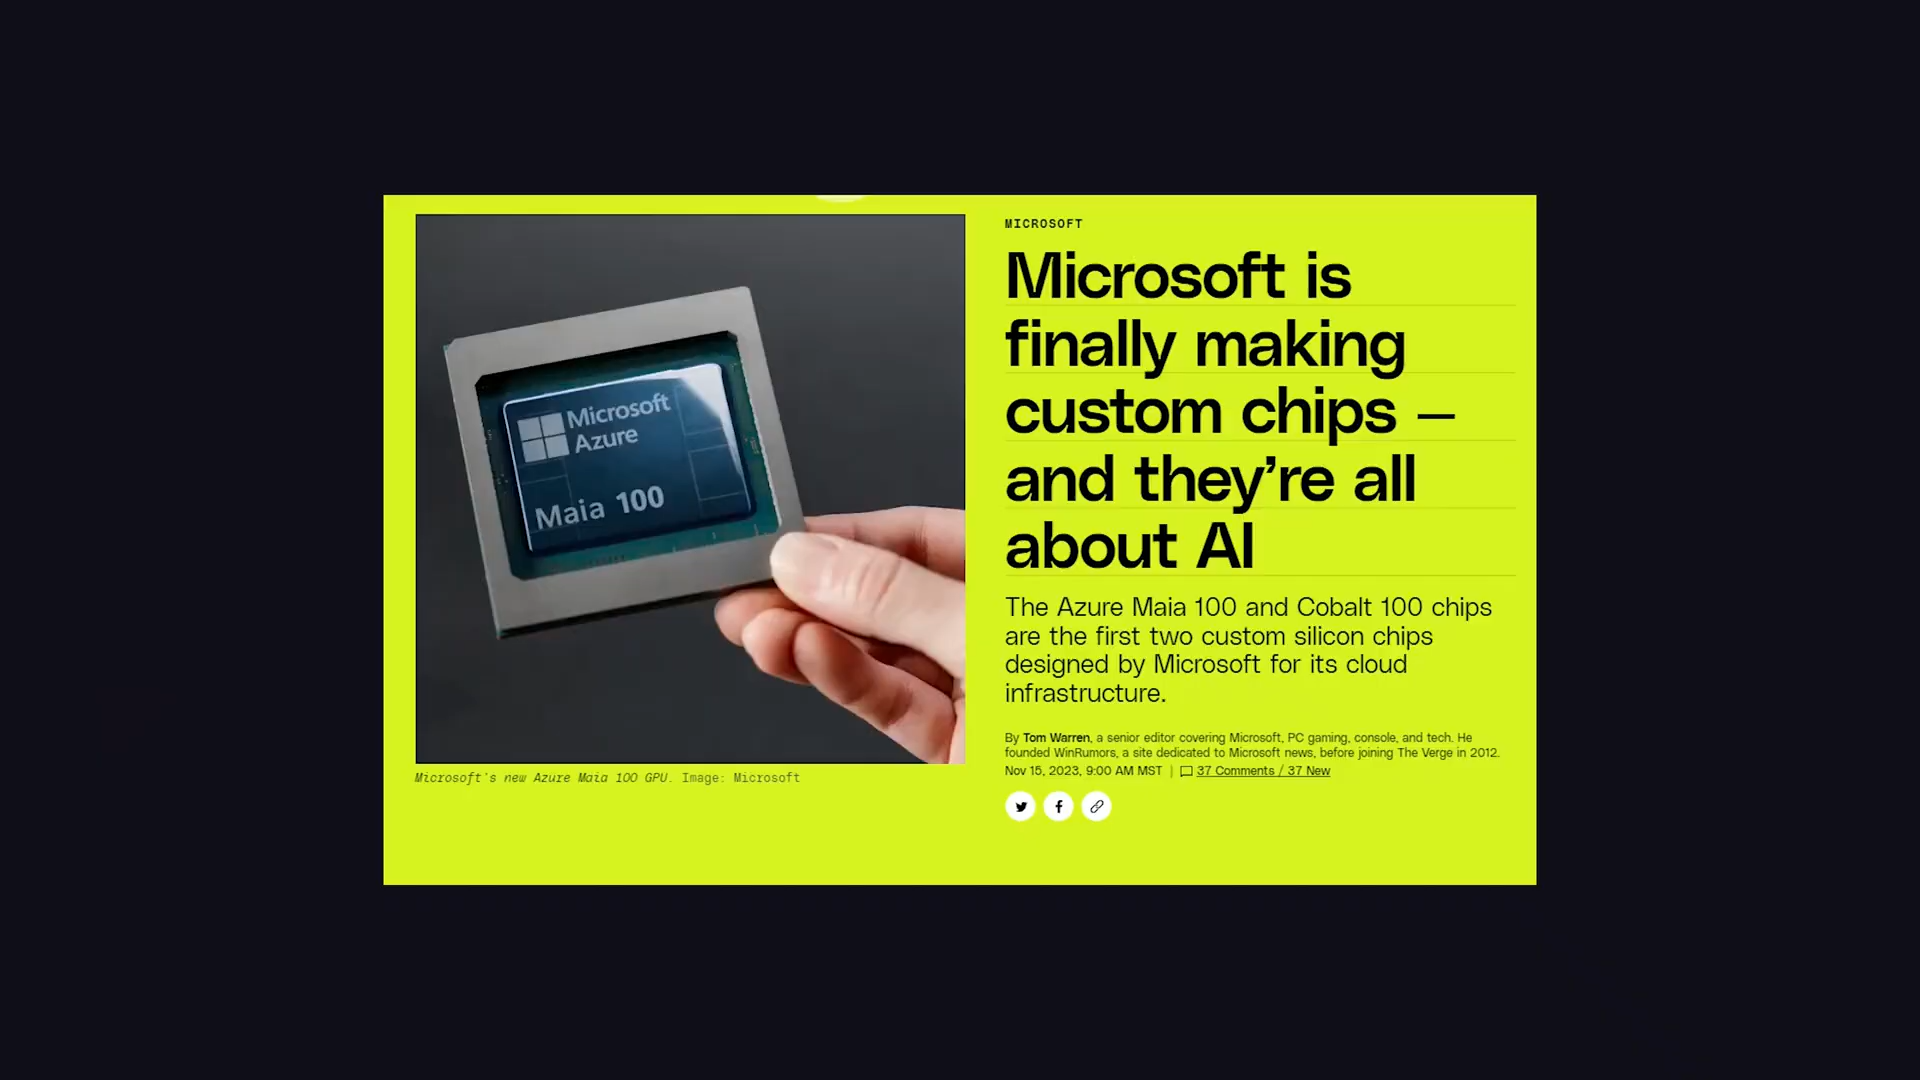 Microsoft
Azure
Maia 100
Microsoft's new Azure Maia 100 GPU. Image: Microsoft
MICROSOFT
Microsoft is
finally making
custom chips —
and they’re all
about AI
The Azure Maia 100 and Cobalt 100 chips
are the first two custom silicon chips
designed by Microsoft for its cloud
infrastructure.
By Tom Warren, a senior editor covering Microsoft, PC gaming, console, and tech. He
founded WinRumors, a site dedicated to Microsoft news, before joining The Verge in 2012.
Nov 15, 2023, 9:00 AM MST | 37 Comments / 37 New